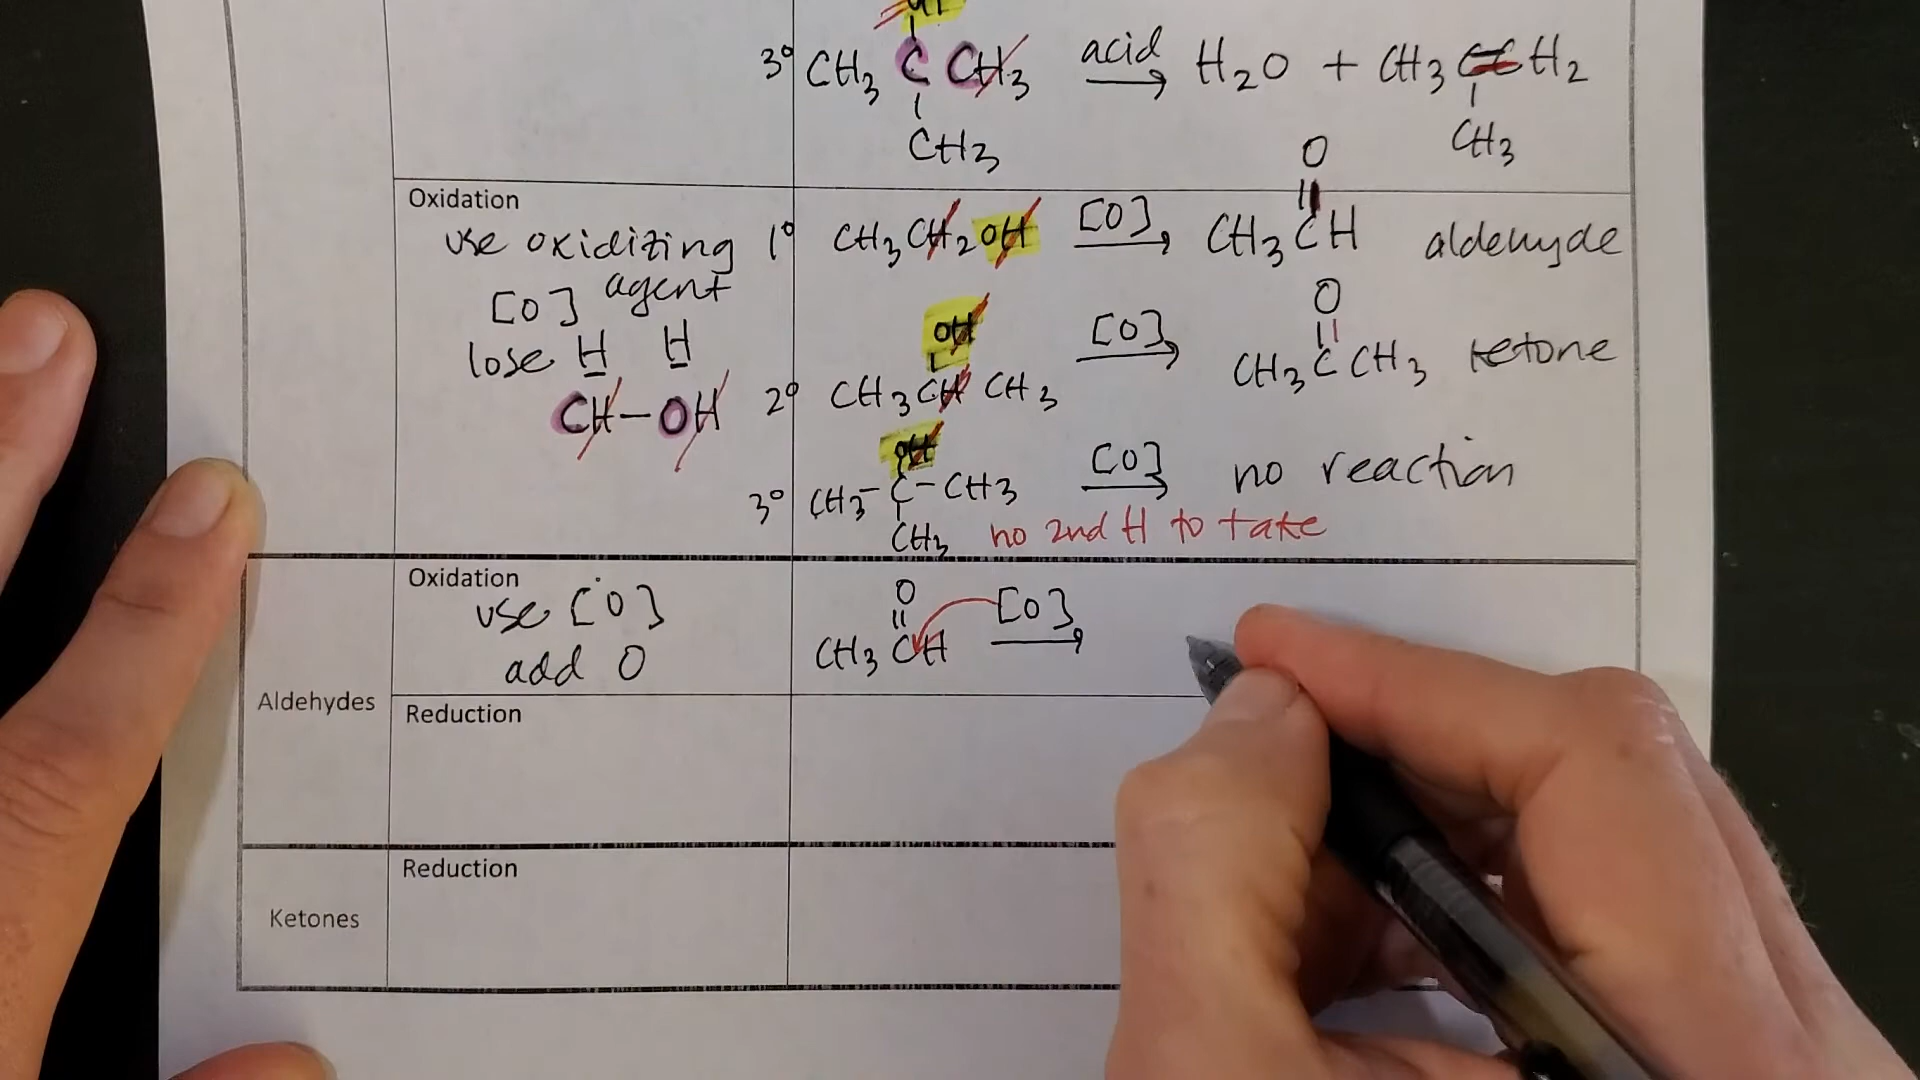 3° CH3 C CH3 acid → H2O + CH3 C=CH2
CH3
CH3
Oxidation
use oxidizing
agent
[O]
lose H H
CH-OH
1° CH3CH2OH [O] → CH3CH aldehyde
O
OH
2° CH3CHCH3 [O] → CH3CCH3 ketone
O
OH
3° CH3-C-CH3 [O] → no reaction
CH3
no 2nd H to take
Aldehydes
Oxidation
use [O]
add O
O
CH3CH [O] →
Reduction
Ketones
Reduction